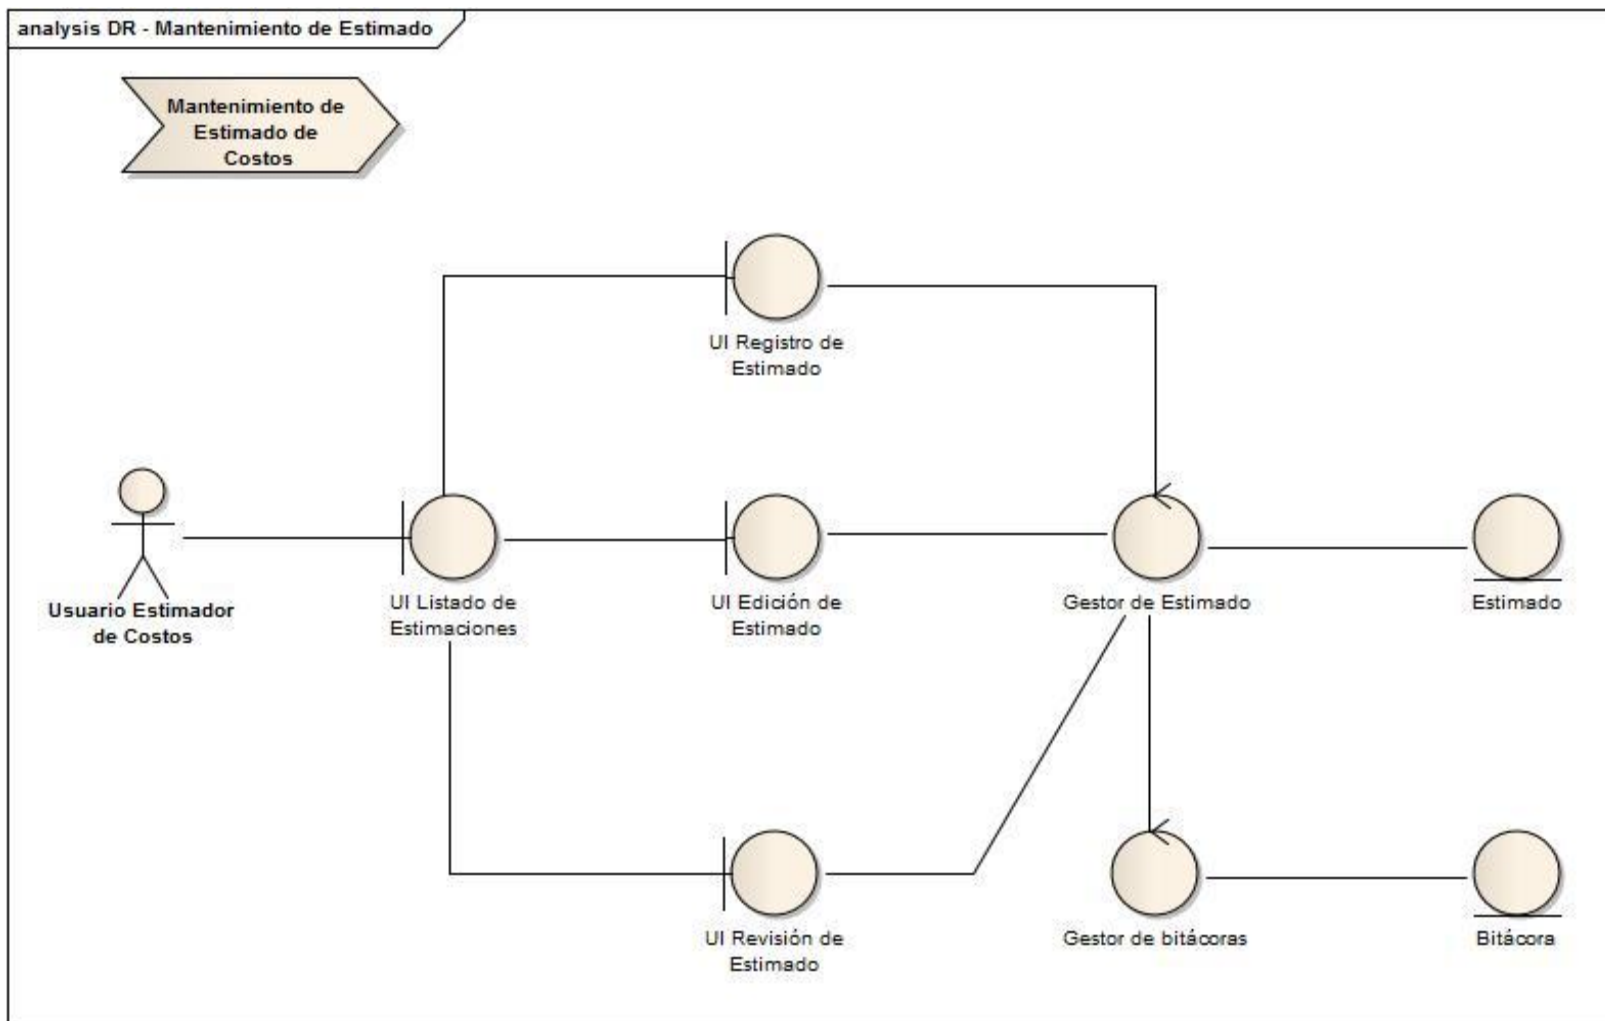 analysis DR - Mantenimiento de Estimado
Mantenimiento de
Estimado de
Costos
UI Registro de
Estimado
Usuario Estimador
de Costos
UI Listado de
Estimaciones
UI Edición de
Estimado
Gestor de Estimado
Estimado
UI Revisión de
Estimado
Gestor de bitácoras
Bitácora